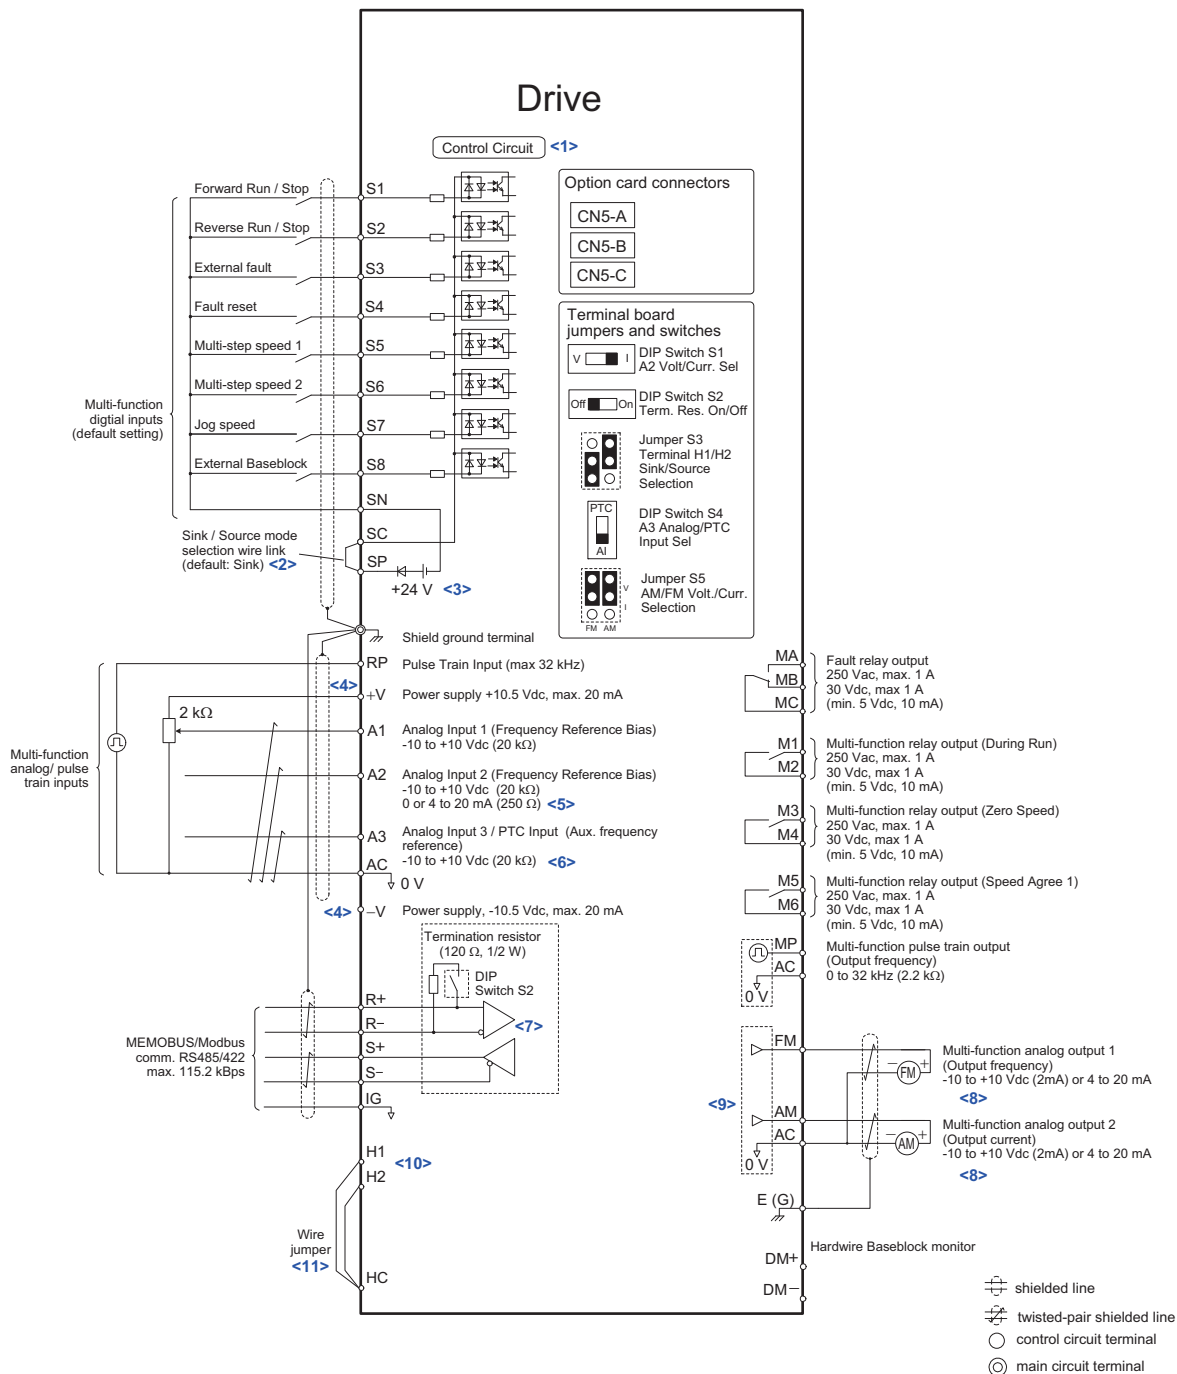 Drive
Control Circuit <1>
Forward Run / Stop
S1
Reverse Run / Stop
S2
External fault
S3
Fault reset
S4
Multi-step speed 1
S5
Multi-step speed 2
S6
Jog speed
S7
External Baseblock
S8
Multi-function
digtial inputs
(default setting)
SN
SC
Sink / Source mode
selection wire link
(default: Sink) <2>
SP
+24 V <3>
Option card connectors
CN5-A
CN5-B
CN5-C
Terminal board
jumpers and switches
V I
DIP Switch S1
A2 Volt/Curr. Sel
Off On
DIP Switch S2
Term. Res. On/Off
Jumper S3
Terminal H1/H2
Sink/Source
Selection
PTC
AI
DIP Switch S4
A3 Analog/PTC
Input Sel
V
I
FM AM
Jumper S5
AM/FM Volt./Curr.
Selection
Shield ground terminal
RP Pulse Train Input (max 32 kHz)
<4> +V Power supply +10.5 Vdc, max. 20 mA
2 kΩ
A1 Analog Input 1 (Frequency Reference Bias)
-10 to +10 Vdc (20 kΩ)
Multi-function
analog/ pulse
train inputs
A2 Analog Input 2 (Frequency Reference Bias)
-10 to +10 Vdc (20 kΩ)
0 or 4 to 20 mA (250 Ω) <5>
A3 Analog Input 3 / PTC Input (Aux. frequency
reference)
-10 to +10 Vdc (20 kΩ) <6>
AC
0 V
<4> −V Power supply, -10.5 Vdc, max. 20 mA
Termination resistor
(120 Ω, 1/2 W)
DIP
Switch S2
<7>
R+
R−
S+
S−
IG
MEMOBUS/Modbus
comm. RS485/422
max. 115.2 kBps
H1
<10>
H2
Wire
jumper
<11>
HC
MA
MB
MC
Fault relay output
250 Vac, max. 1 A
30 Vdc, max 1 A
(min. 5 Vdc, 10 mA)
M1
M2
Multi-function relay output (During Run)
250 Vac, max. 1 A
30 Vdc, max 1 A
(min. 5 Vdc, 10 mA)
M3
M4
Multi-function relay output (Zero Speed)
250 Vac, max. 1 A
30 Vdc, max 1 A
(min. 5 Vdc, 10 mA)
M5
M6
Multi-function relay output (Speed Agree 1)
250 Vac, max. 1 A
30 Vdc, max 1 A
(min. 5 Vdc, 10 mA)
MP
AC
0 V
Multi-function pulse train output
(Output frequency)
0 to 32 kHz (2.2 kΩ)
FM
− +
FM
Multi-function analog output 1
(Output frequency)
-10 to +10 Vdc (2mA) or 4 to 20 mA
<8>
<9>
AM
AC
0 V
− +
AM
Multi-function analog output 2
(Output current)
-10 to +10 Vdc (2mA) or 4 to 20 mA
<8>
E (G)
Hardwire Baseblock monitor
DM+
DM−
shielded line
twisted-pair shielded line
control circuit terminal
main circuit terminal